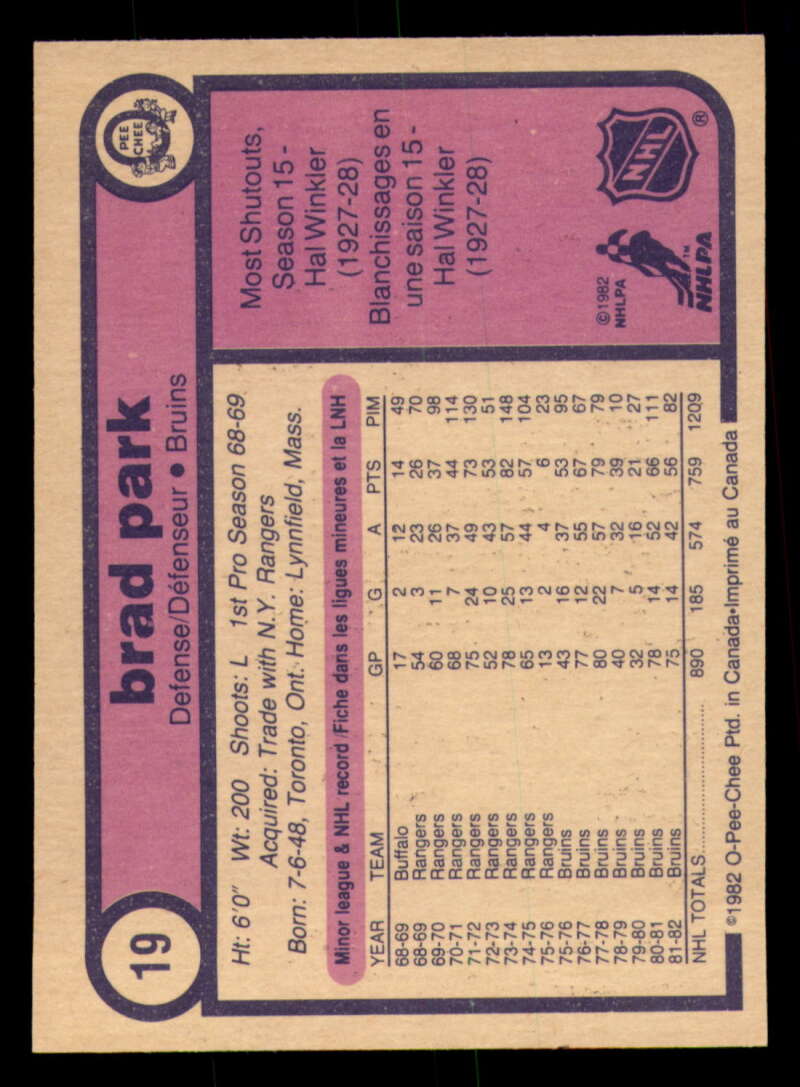 19
brad park
Defense/Défenseur • Bruins
O
PEE
CHEE
Ht: 6'0" Wt: 200 Shoots: L 1st Pro Season 68-69
Acquired: Trade with N.Y. Rangers
Born: 7-6-48, Toronto, Ont. Home: Lynnfield, Mass.
Minor league & NHL record/Fiche dans les ligues mineures et la LNH
YEAR TEAM GP G A PTS PIM
68-69 Buffalo 17 2 12 14 49
68-69 Rangers 54 3 23 26 70
69-70 Rangers 60 11 26 37 98
70-71 Rangers 68 7 37 44 114
71-72 Rangers 75 24 49 73 130
72-73 Rangers 52 10 43 53 51
73-74 Rangers 78 25 57 82 148
74-75 Rangers 65 13 44 57 104
75-76 Rangers 13 2 4 6 23
75-76 Bruins 43 16 37 53 95
76-77 Bruins 77 12 55 67 67
77-78 Bruins 80 22 57 79 79
78-79 Bruins 40 7 32 39 10
79-80 Bruins 32 5 16 21 27
80-81 Bruins 78 14 52 66 111
81-82 Bruins 75 14 42 56 82
NHL TOTALS.................... 890 185 574 759 1209
Most Shutouts,
Season 15 -
Hal Winkler
(1927-28)
Blanchissages en
une saison 15 -
Hal Winkler
(1927-28)
©1982
NHLPA
NHL
®
TM
NHLPA
©1982 O-Pee-Chee Ptd. in Canada•Imprimé au Canada